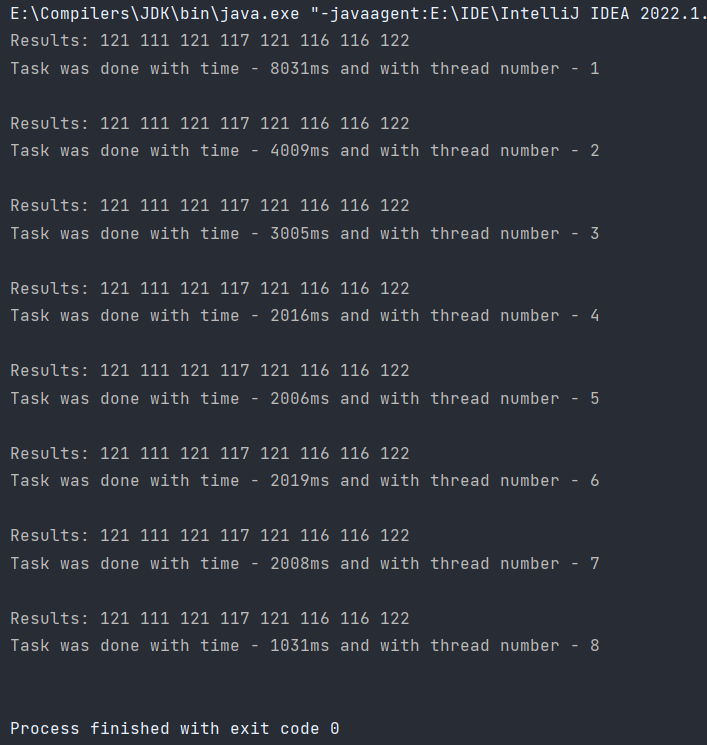 E:\Compilers\JDK\bin\java.exe "-javaagent:E:\IDE\IntelliJ IDEA 2022.1.
Results: 121 111 121 117 121 116 116 122
Task was done with time - 8031ms and with thread number - 1
Results: 121 111 121 117 121 116 116 122
Task was done with time - 4009ms and with thread number - 2
Results: 121 111 121 117 121 116 116 122
Task was done with time - 3005ms and with thread number - 3
Results: 121 111 121 117 121 116 116 122
Task was done with time - 2016ms and with thread number - 4
Results: 121 111 121 117 121 116 116 122
Task was done with time - 2006ms and with thread number - 5
Results: 121 111 121 117 121 116 116 122
Task was done with time - 2019ms and with thread number - 6
Results: 121 111 121 117 121 116 116 122
Task was done with time - 2008ms and with thread number - 7
Results: 121 111 121 117 121 116 116 122
Task was done with time - 1031ms and with thread number - 8
Process finished with exit code 0